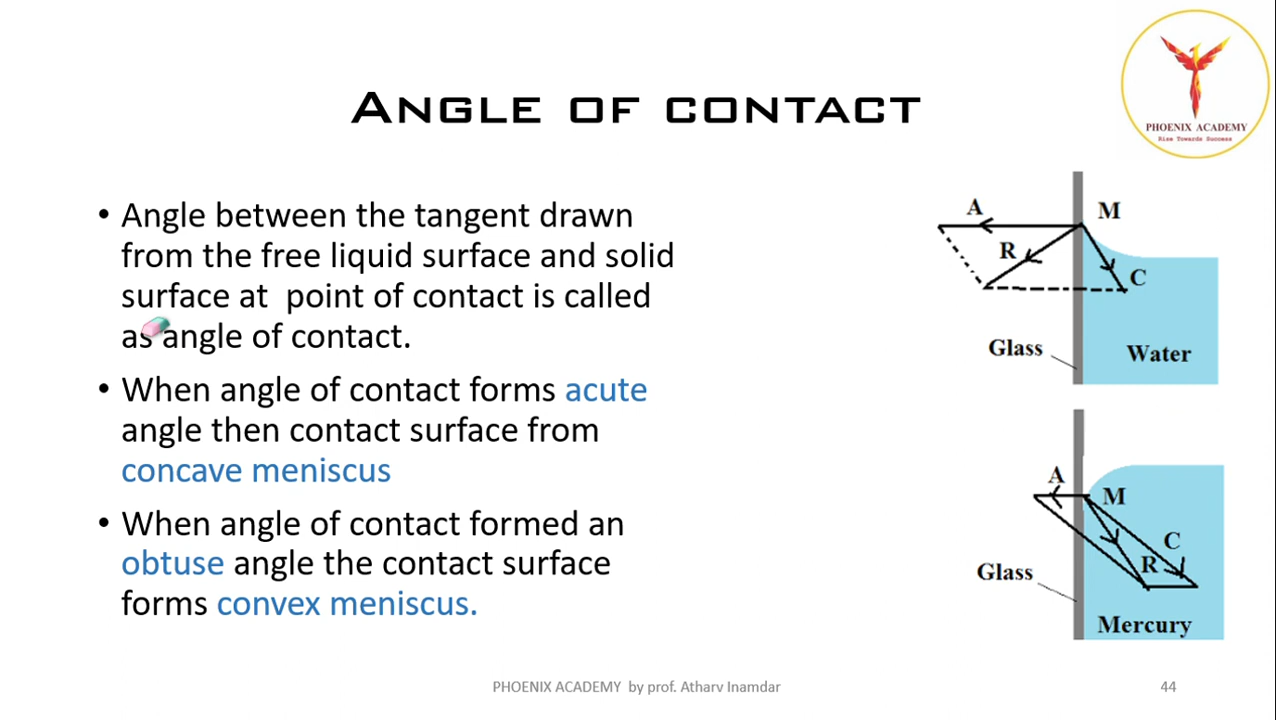 ANGLE OF CONTACT
PHOENIX ACADEMY
Rise Towards Success
• Angle between the tangent drawn
from the free liquid surface and solid
surface at point of contact is called
as angle of contact.
• When angle of contact forms acute
angle then contact surface from
concave meniscus
• When angle of contact formed an
obtuse angle the contact surface
forms convex meniscus.
A
M
R
C
Glass
Water
A
M
C
R
Glass
Mercury
PHOENIX ACADEMY by prof. Atharv Inamdar
44